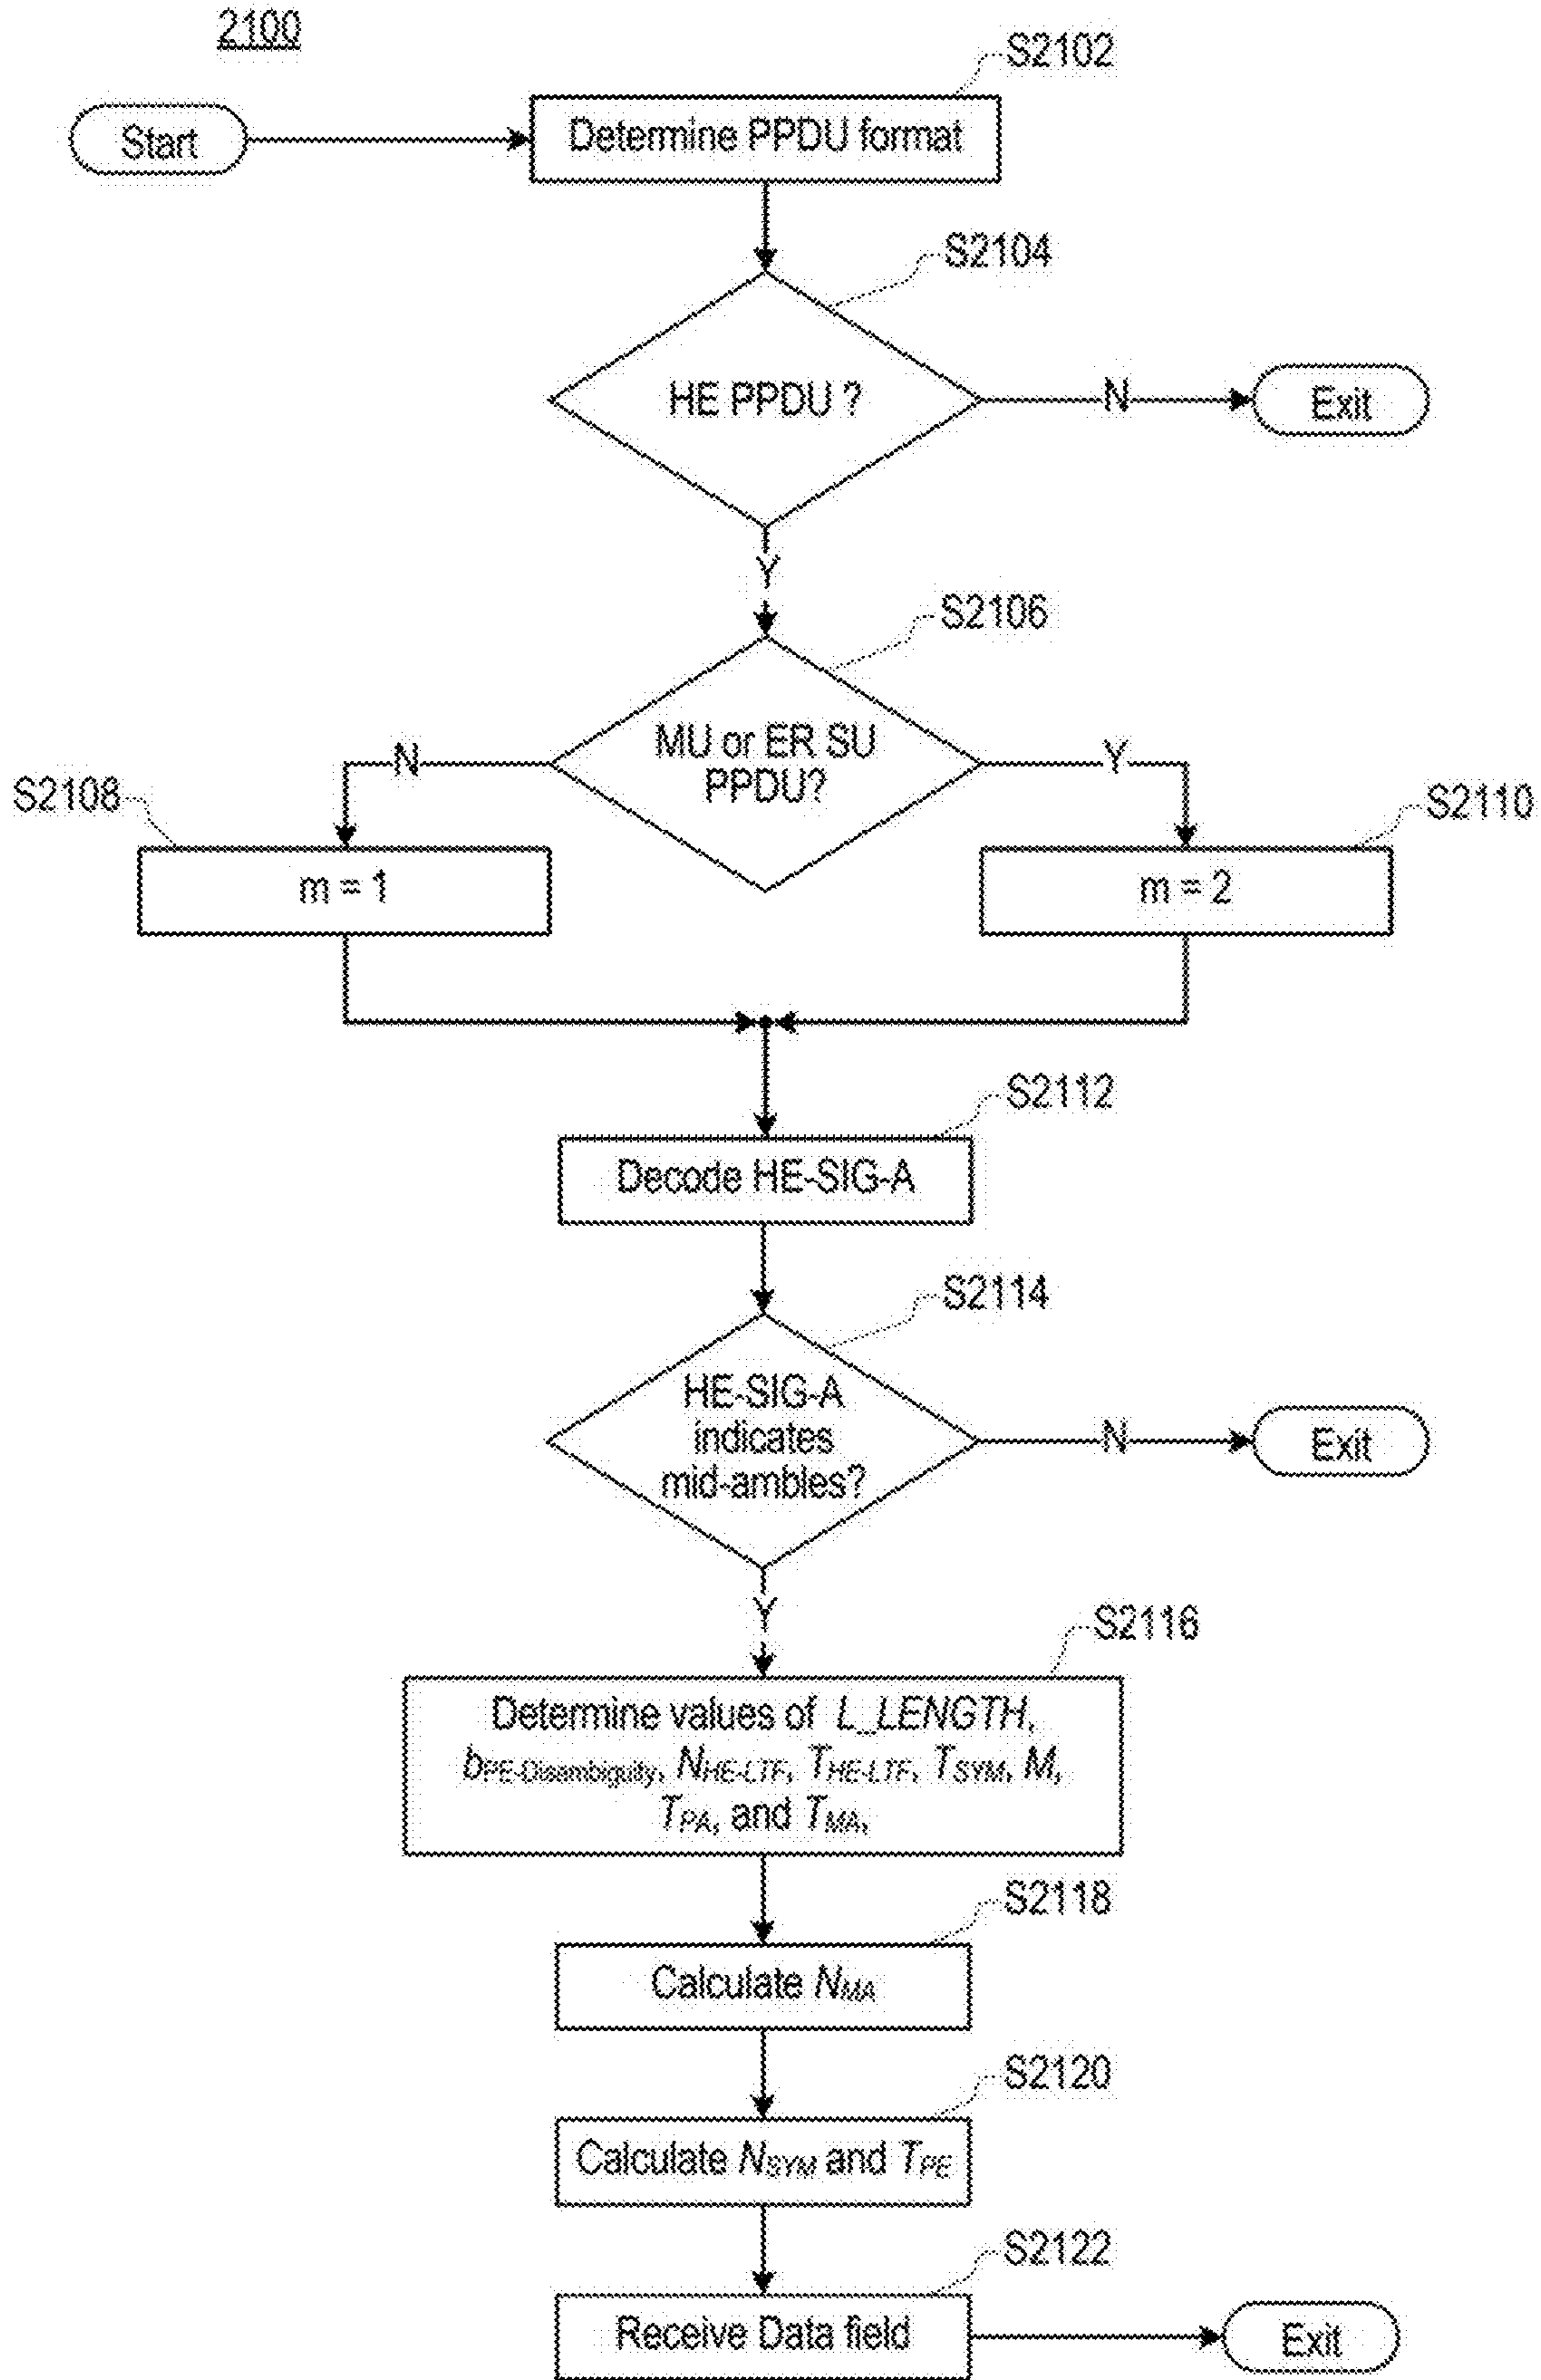 2100
S2102
Start
Determine PPDU format
S2104
HE PPDU ?
N
Exit
Y
S2106
MU or ER SU
PPDU?
N
Y
S2108
S2110
m = 1
m = 2
S2112
Decode HE-SIG-A
S2114
HE-SIG-A
indicates
mid-ambles?
N
Exit
Y
S2116
Determine values of L_LENGTH,
bPE-Disambiguity, NHE-LTF, THE-LTF, TSYM, M,
TPA, and TMA,
S2118
Calculate NMA
S2120
Calculate NSYM and TPE
S2122
Receive Data field
Exit